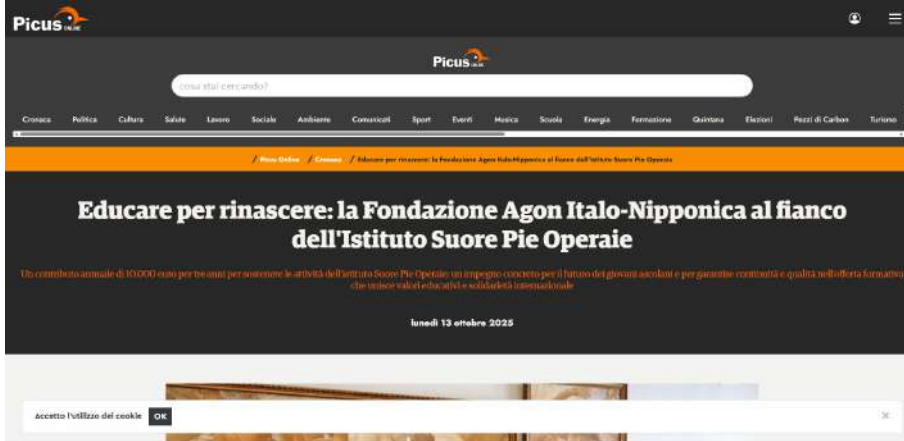 Picus ONLINE
Picus ONLINE
cosa stai cercando?
Cronaca Politica Cultura Salute Lavoro Sociale Ambiente Comunicati Sport Eventi Musica Scuola Energia Formazione Quintana Elezioni Pezzi di Carbon Turismo
/ Picus Online / Cronaca / Educare per rinascere: la Fondazione Agon Italo-Nipponica al fianco dell'Istituto Suore Pie Operaie
Educare per rinascere: la Fondazione Agon Italo-Nipponica al fianco
dell'Istituto Suore Pie Operaie
Un contributo annuale di 10.000 euro per tre anni per sostenere le attività dell'Istituto Suore Pie Operaie: un impegno concreto per il futuro dei giovani ascolani e per garantire continuità e qualità nell'offerta formativa
che unisce valori educativi e solidarietà internazionale
lunedì 13 ottobre 2025
Accetto l'utilizzo dei cookie OK ×